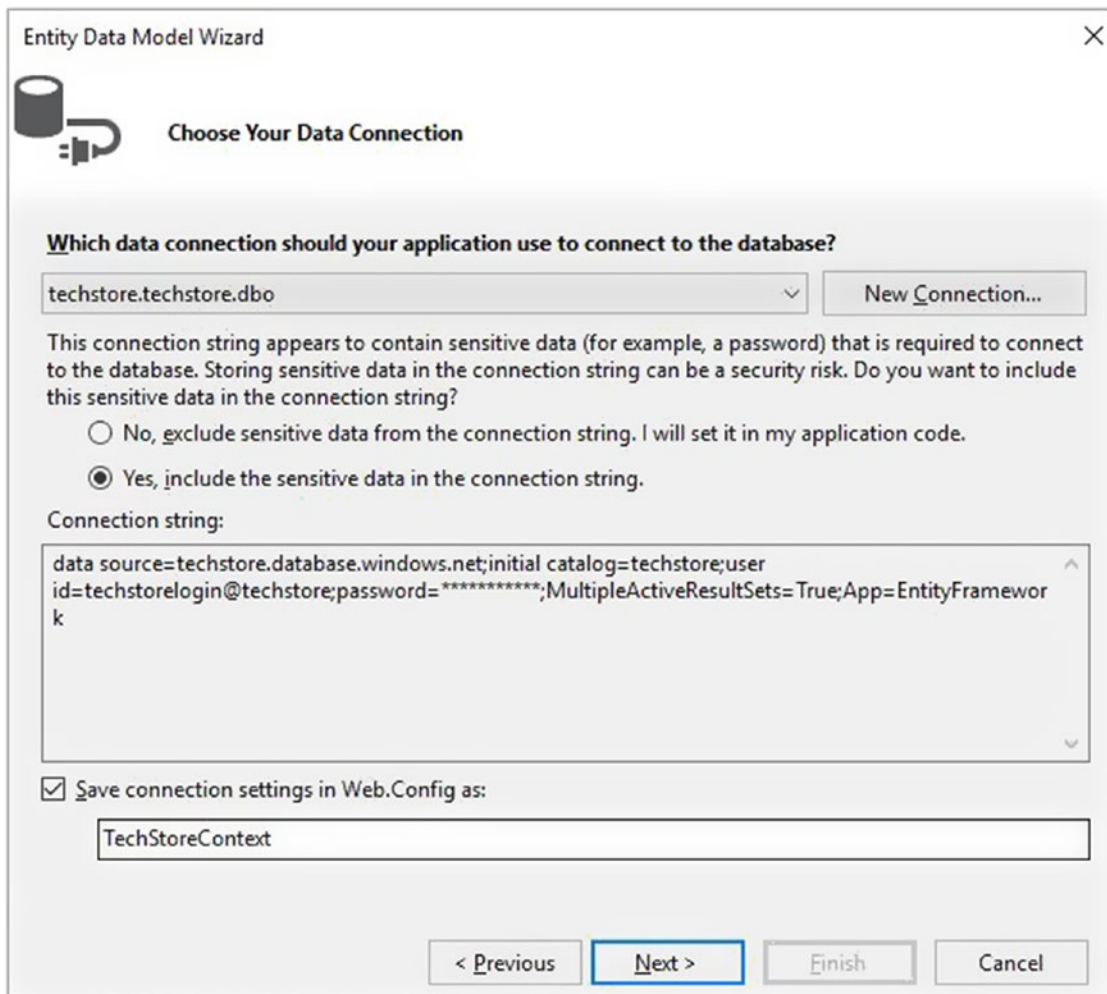 Entity Data Model Wizard
Choose Your Data Connection
Which data connection should your application use to connect to the database?
techstore.techstore.dbo
New Connection...
This connection string appears to contain sensitive data (for example, a password) that is required to connect
to the database. Storing sensitive data in the connection string can be a security risk. Do you want to include
this sensitive data in the connection string?
No, exclude sensitive data from the connection string. I will set it in my application code.
Yes, include the sensitive data in the connection string.
Connection string:
data source=techstore.database.windows.net;initial catalog=techstore;user
id=techstorelogin@techstore;password=***********;MultipleActiveResultSets=True;App=EntityFramewor
k
Save connection settings in Web.Config as:
TechStoreContext
< Previous
Next >
Finish
Cancel